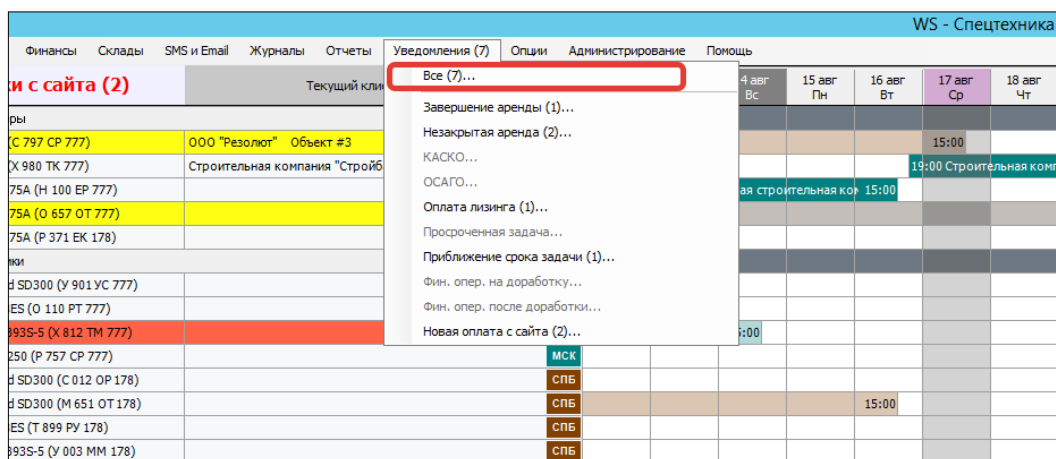 WS - Спецтехника
Финансы Склады SMS и Email Журналы Отчеты Уведомления (7) Опции Администрирование Помощь
ки с сайта (2) Текущий кли Все (7)... 4 авг 15 авг 16 авг 17 авг 18 авг
Вс Пн Вт Ср Чт
ры Завершение аренды (1)...
(С 797 СР 777) ООО "Резолют" Объект #3 Незакрытая аренда (2)... 15:00
(Х 980 ТК 777) Строительная компания "Стройб КАСКО... 19:00 Строительная комп
75А (Н 100 ЕР 777) ОСАГО... ая строительная ко 15:00
75А (О 657 ОТ 777) Оплата лизинга (1)...
75А (Р 371 ЕК 178) Просроченная задача...
ки Приближение срока задачи (1)...
d SD300 (У 901 УС 777) Фин. опер. на доработку...
ES (О 110 РТ 777) Фин. опер. после доработки...
393S-5 (Х 812 ТМ 777) Новая оплата с сайта (2)... 5:00
250 (Р 757 СР 777) МСК
d SD300 (С 012 ОР 178) СПБ
d SD300 (М 651 ОТ 178) СПБ 15:00
ES (Т 899 РУ 178) СПБ
393S-5 (У 003 ММ 178) СПБ